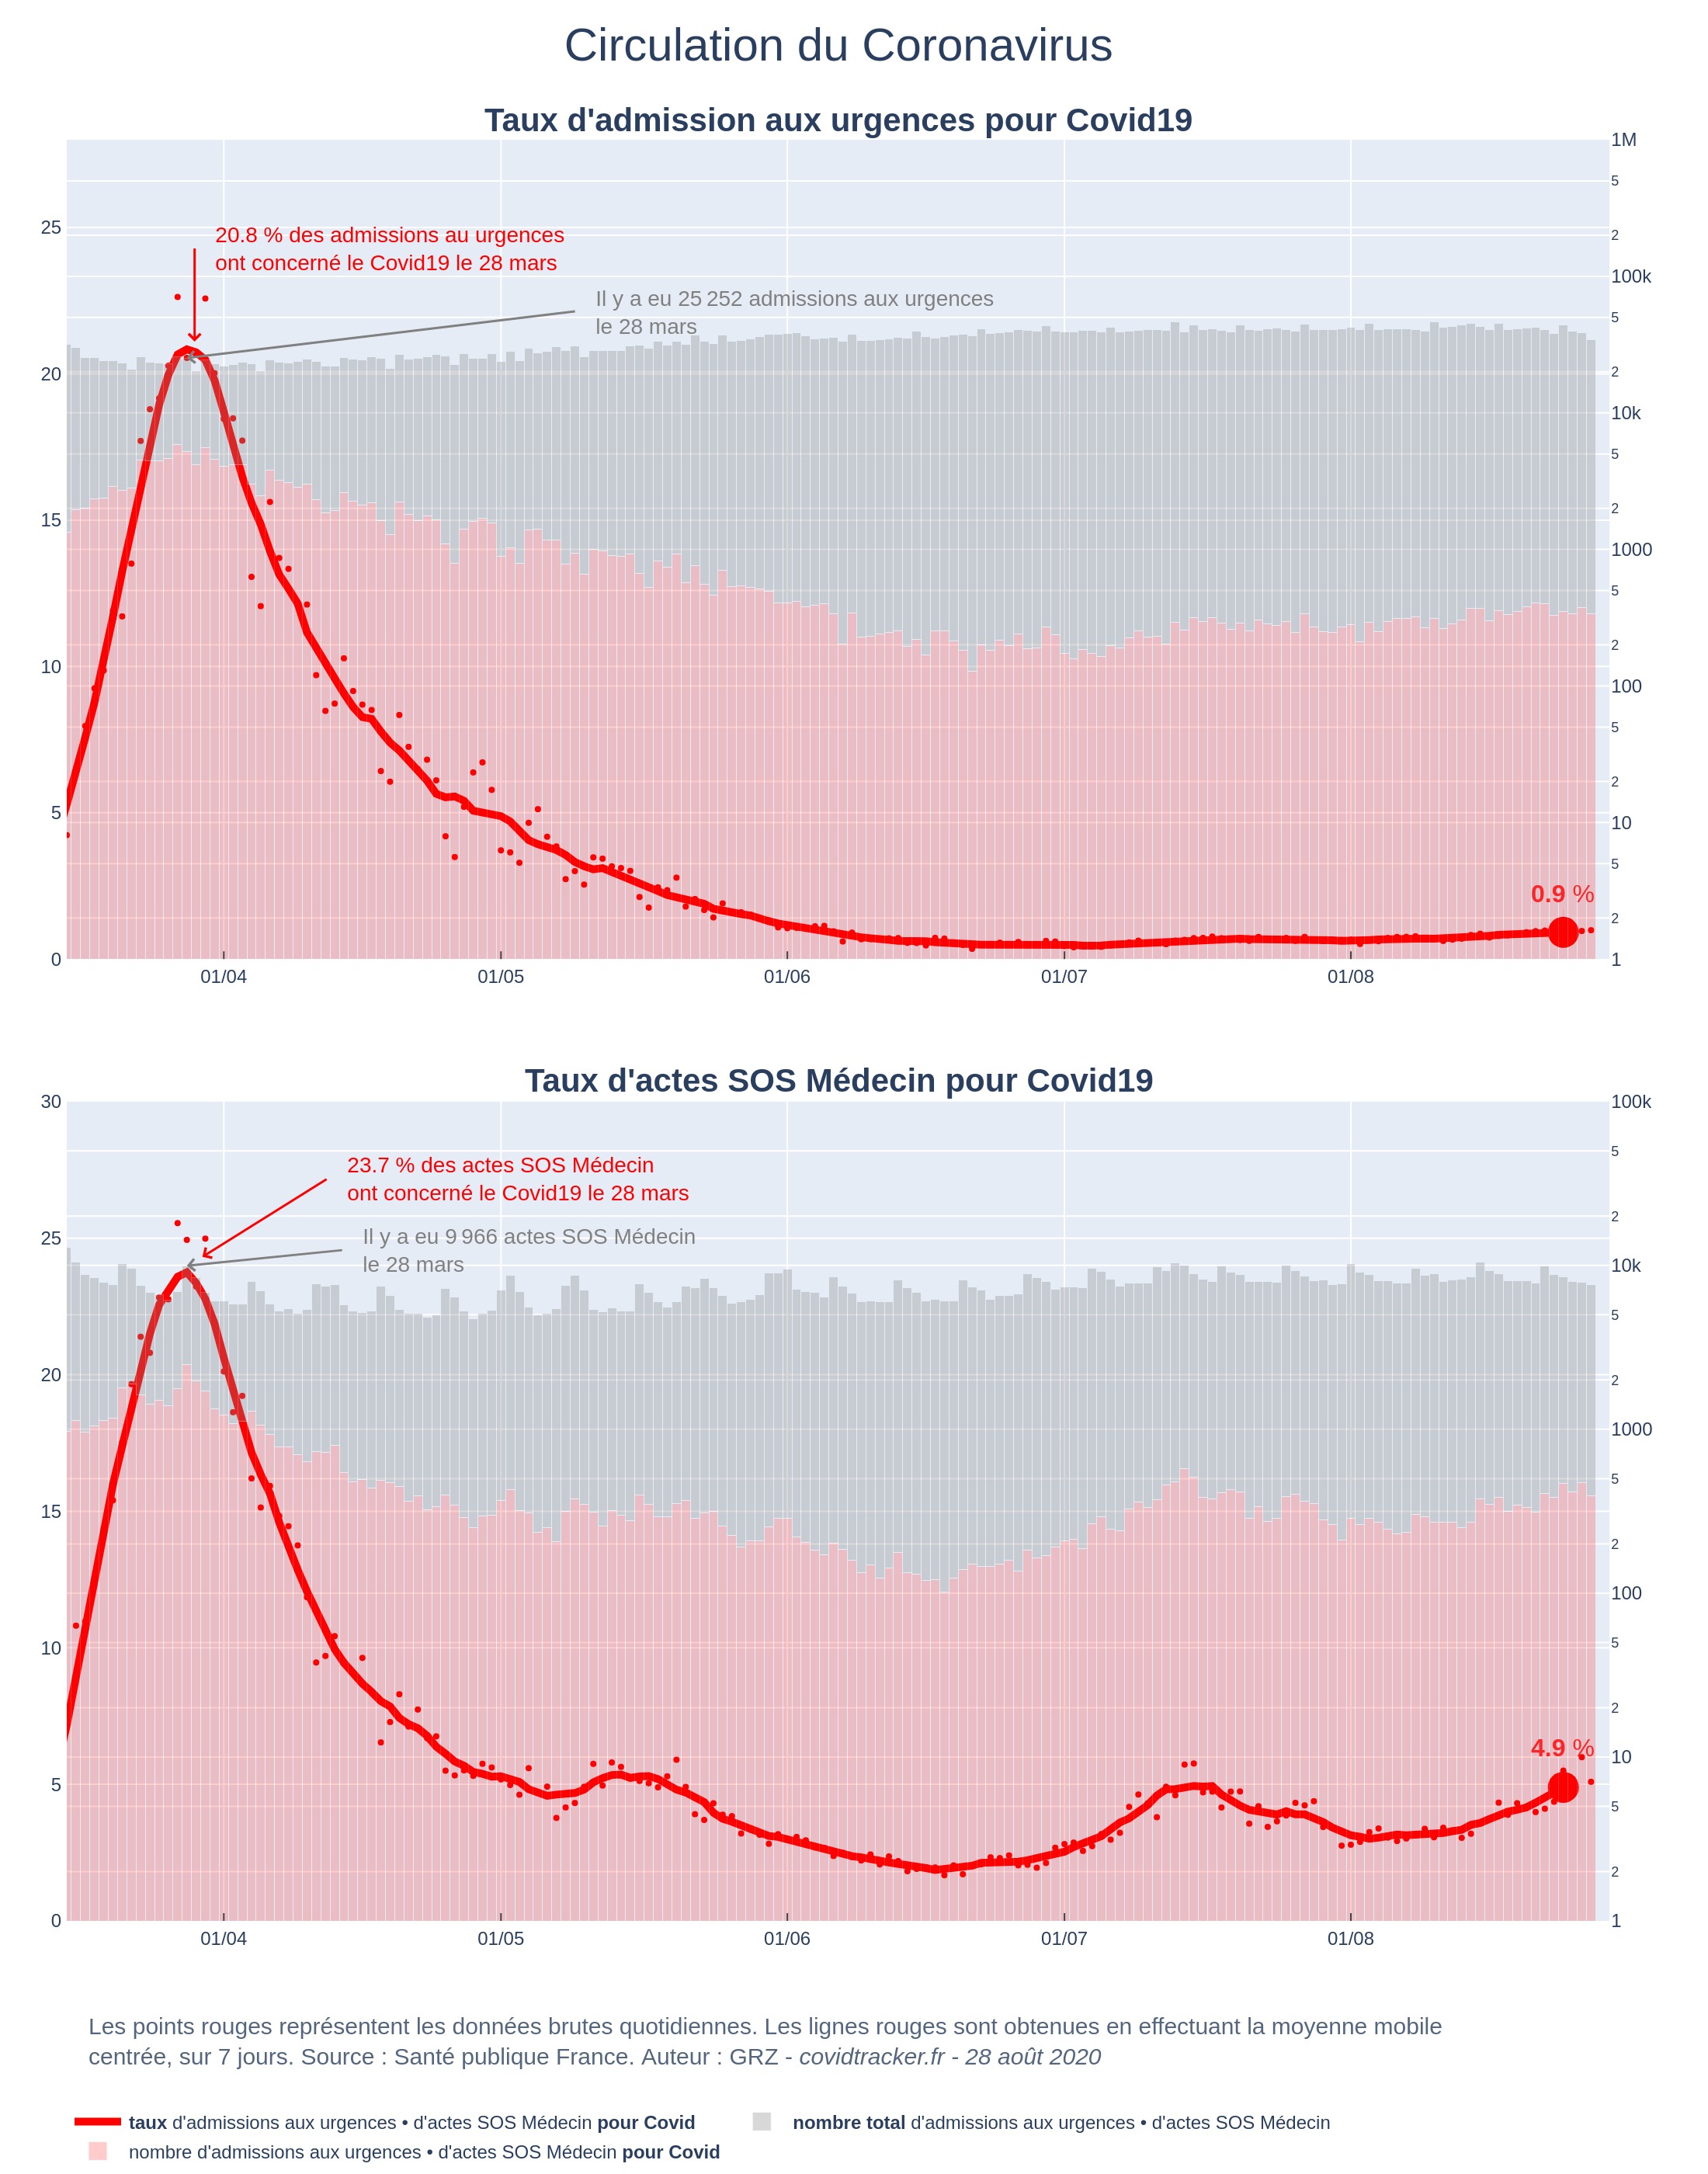 Circulation du Coronavirus
Taux d'admission aux urgences pour Covid19
1M
5
25
2
20.8 % des admissions au urgences
ont concerné le Covid19 le 28 mars
100k
Il y a eu 25 252 admissions aux urgences
le 28 mars
5
20
2
10k
5
15
2
1000
5
10
2
100
5
2
5
10
5
0.9 %
2
0
1
01/04
01/05
01/06
01/07
01/08
Taux d'actes SOS Médecin pour Covid19
30
100k
5
23.7 % des actes SOS Médecin
ont concerné le Covid19 le 28 mars
2
25
Il y a eu 9 966 actes SOS Médecin
le 28 mars
10k
5
20
2
1000
5
15
2
100
10
5
2
4.9 %
10
5
5
2
0
1
01/04
01/05
01/06
01/07
01/08
Les points rouges représentent les données brutes quotidiennes. Les lignes rouges sont obtenues en effectuant la moyenne mobile
centrée, sur 7 jours. Source : Santé publique France. Auteur : GRZ - covidtracker.fr - 28 août 2020
taux d'admissions aux urgences • d'actes SOS Médecin pour Covid
nombre total d'admissions aux urgences • d'actes SOS Médecin
nombre d'admissions aux urgences • d'actes SOS Médecin pour Covid